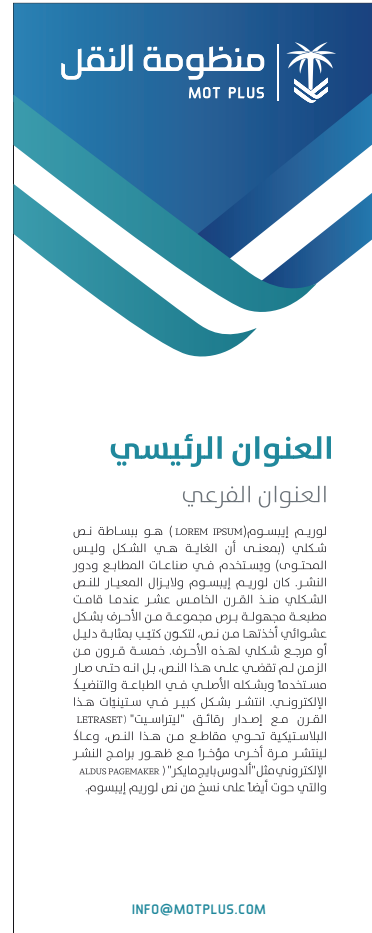 منظومة النقل
MOT PLUS
العنوان الرئيسي
العنوان الفرعي
لوريم إيبسوم(LOREM IPSUM ) هو ببساطة نص
شكلي (بمعنى أن الغاية هي الشكل وليس
المحتوى) ويستخدم في صناعات المطابع ودور
النشر. كان لوريم إيبسوم ولايزال المعيار للنص
الشكلي منذ القرن الخامس عشر عندما قامت
مطبعة مجهولة برص مجموعة من الأحرف بشكل
عشوائي أخذتها من نص، لتكون كتيب بمثابة دليل
أو مرجع شكلي لهذه الأحرف. خمسة قرون من
الزمن لم تقضي على هذا النص، بل انه حتى صار
مستخدماً وبشكله الأصلي في الطباعة والتنضيد
الإلكتروني. انتشر بشكل كبير في ستينيات هذا
القرن مع إصدار رقائق "ليتراسيت" (LETRASET
البلاستيكية تحوي مقاطع من هذا النص، وعاد
لينتشر مرة أخرى مؤخراً مع ظهور برامج النشر
الإلكتروني مثل "ألدوس بايج مايكر" ( ALDUS PAGEMAKER
والتي حوت أيضاً على نسخ من نص لوريم إيبسوم.
INFO@MOTPLUS.COM